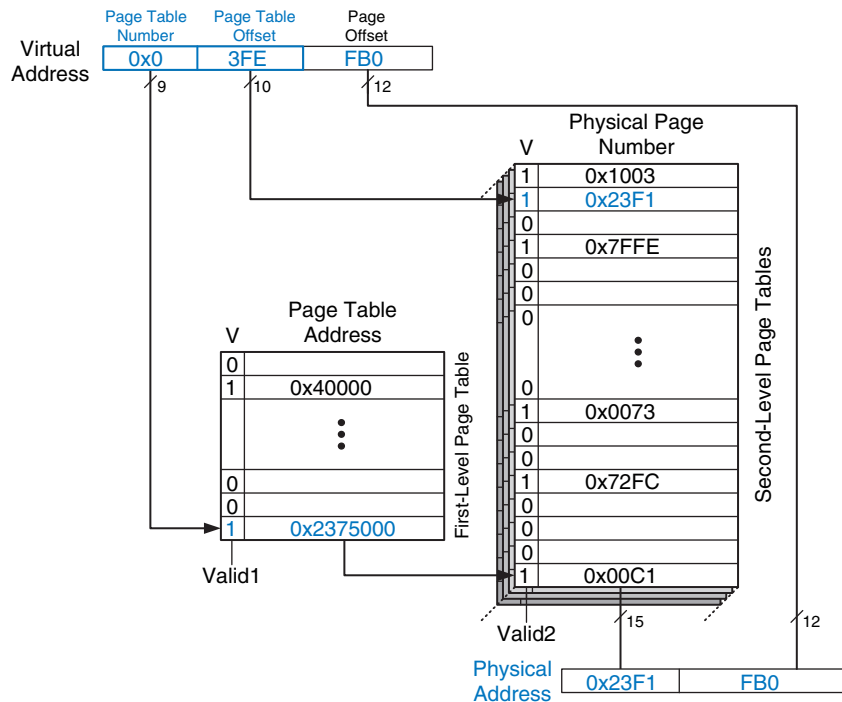 Page Table
Number
Page Table
Offset
Page
Offset
Virtual
Address
0x0 3FE FB0
9 10 12
Physical Page
Number
V
1 0x1003
1 0x23F1
0
1 0x7FFE
0
0
0
0
1 0x0073
0
0
1 0x72FC
0
0
0
1 0x00C1
Second-Level Page Tables
Valid2
Page Table
Address
V
0
1 0x40000
0
0
1 0x2375000
First-Level Page Table
Valid1
15 12
Physical
Address
0x23F1 FB0